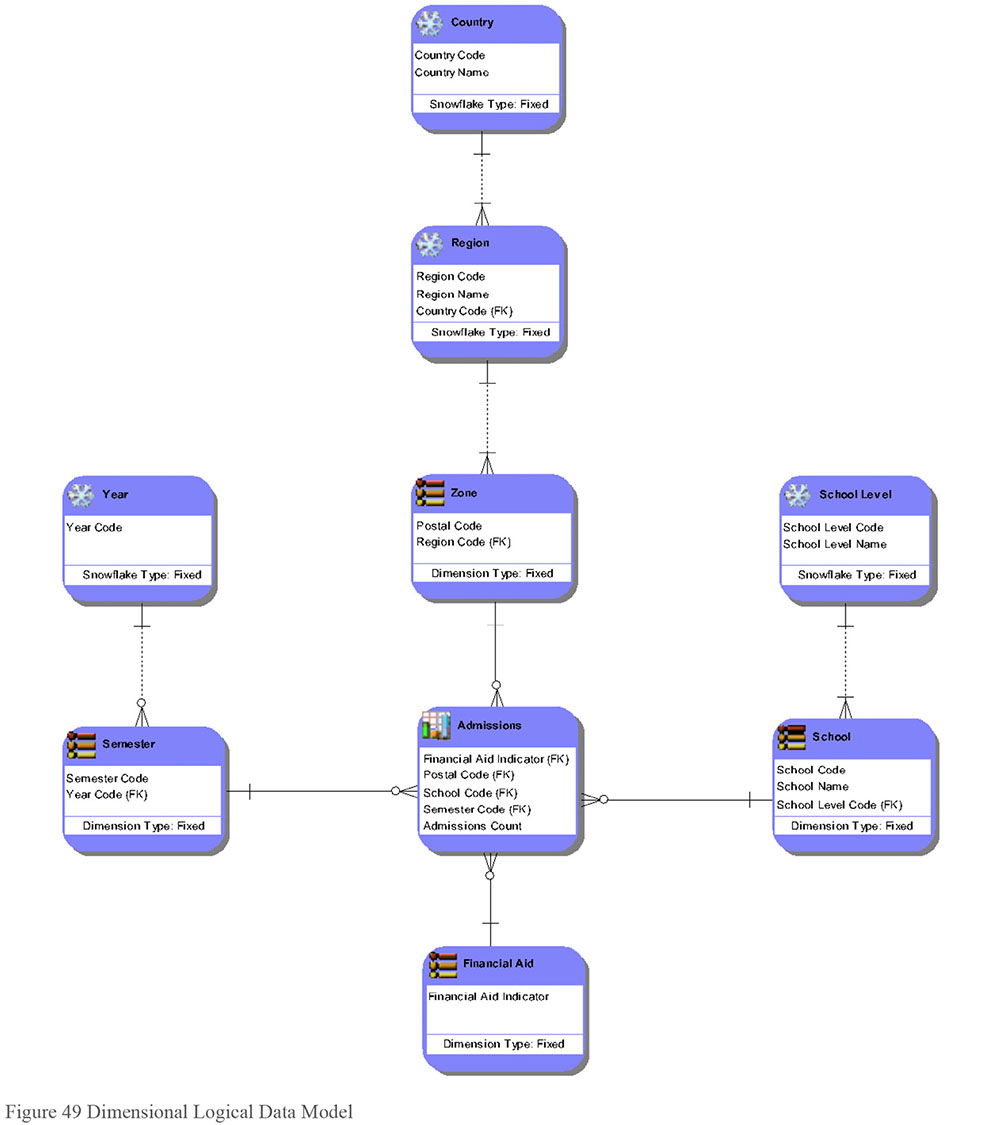 Country
Country Code
Country Name
Snowflake Type: Fixed
Region
Region Code
Region Name
Country Code (FK)
Snowflake Type: Fixed
Year
Year Code
Snowflake Type: Fixed
Zone
Postal Code
Region Code (FK)
Dimension Type: Fixed
School Level
School Level Code
School Level Name
Snowflake Type: Fixed
Semester
Semester Code
Year Code (FK)
Dimension Type: Fixed
Admissions
Financial Aid Indicator (FK)
Postal Code (FK)
School Code (FK)
Semester Code (FK)
Admissions Count
School
School Code
School Name
School Level Code (FK)
Dimension Type: Fixed
Financial Aid
Financial Aid Indicator
Dimension Type: Fixed
Figure 49 Dimensional Logical Data Model